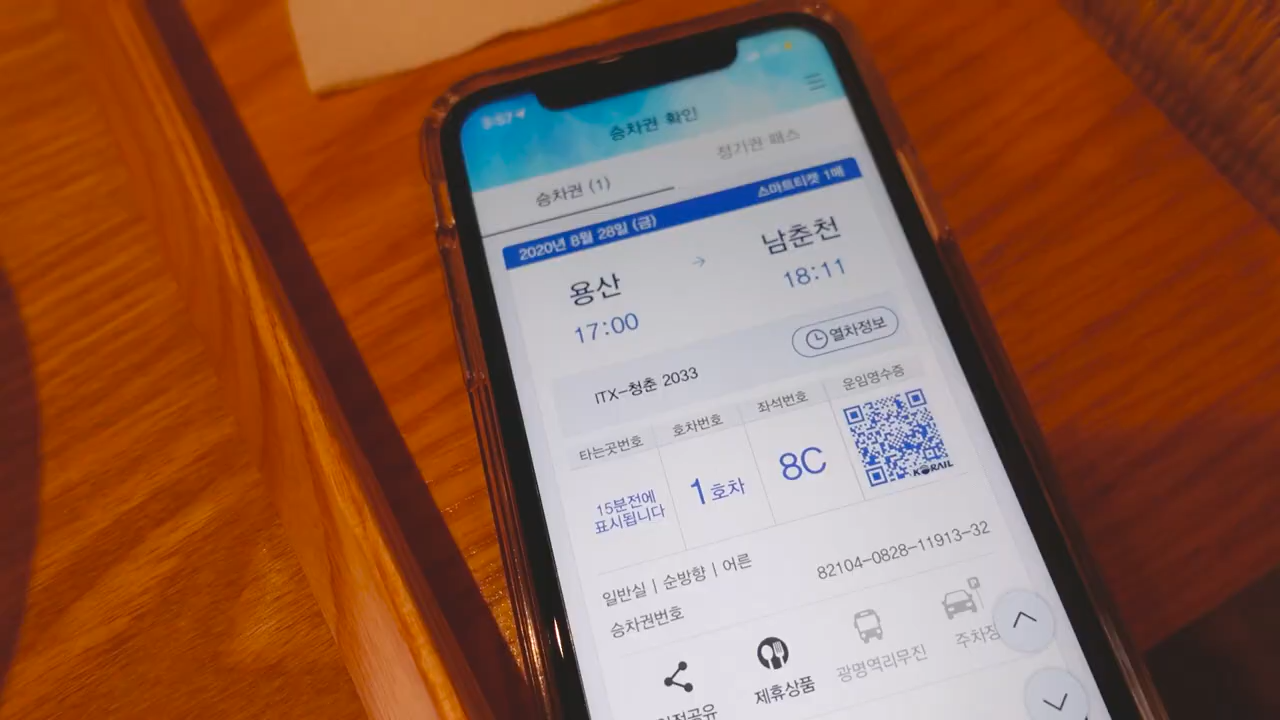 승차권 확인
승차권 (1)
정기권·패스
2020년 8월 28일 (금)
스마트티켓 1매
용산
→
남춘천
17:00
18:11
열차정보
ITX-청춘 2033
타는곳번호
호차번호
좌석번호
운임영수증
15분전에
표시됩니다
1호차
8C
KORAIL
일반실 | 순방향 | 어른
승차권번호
82104-0828-11913-32
제휴상품
광명역리무진